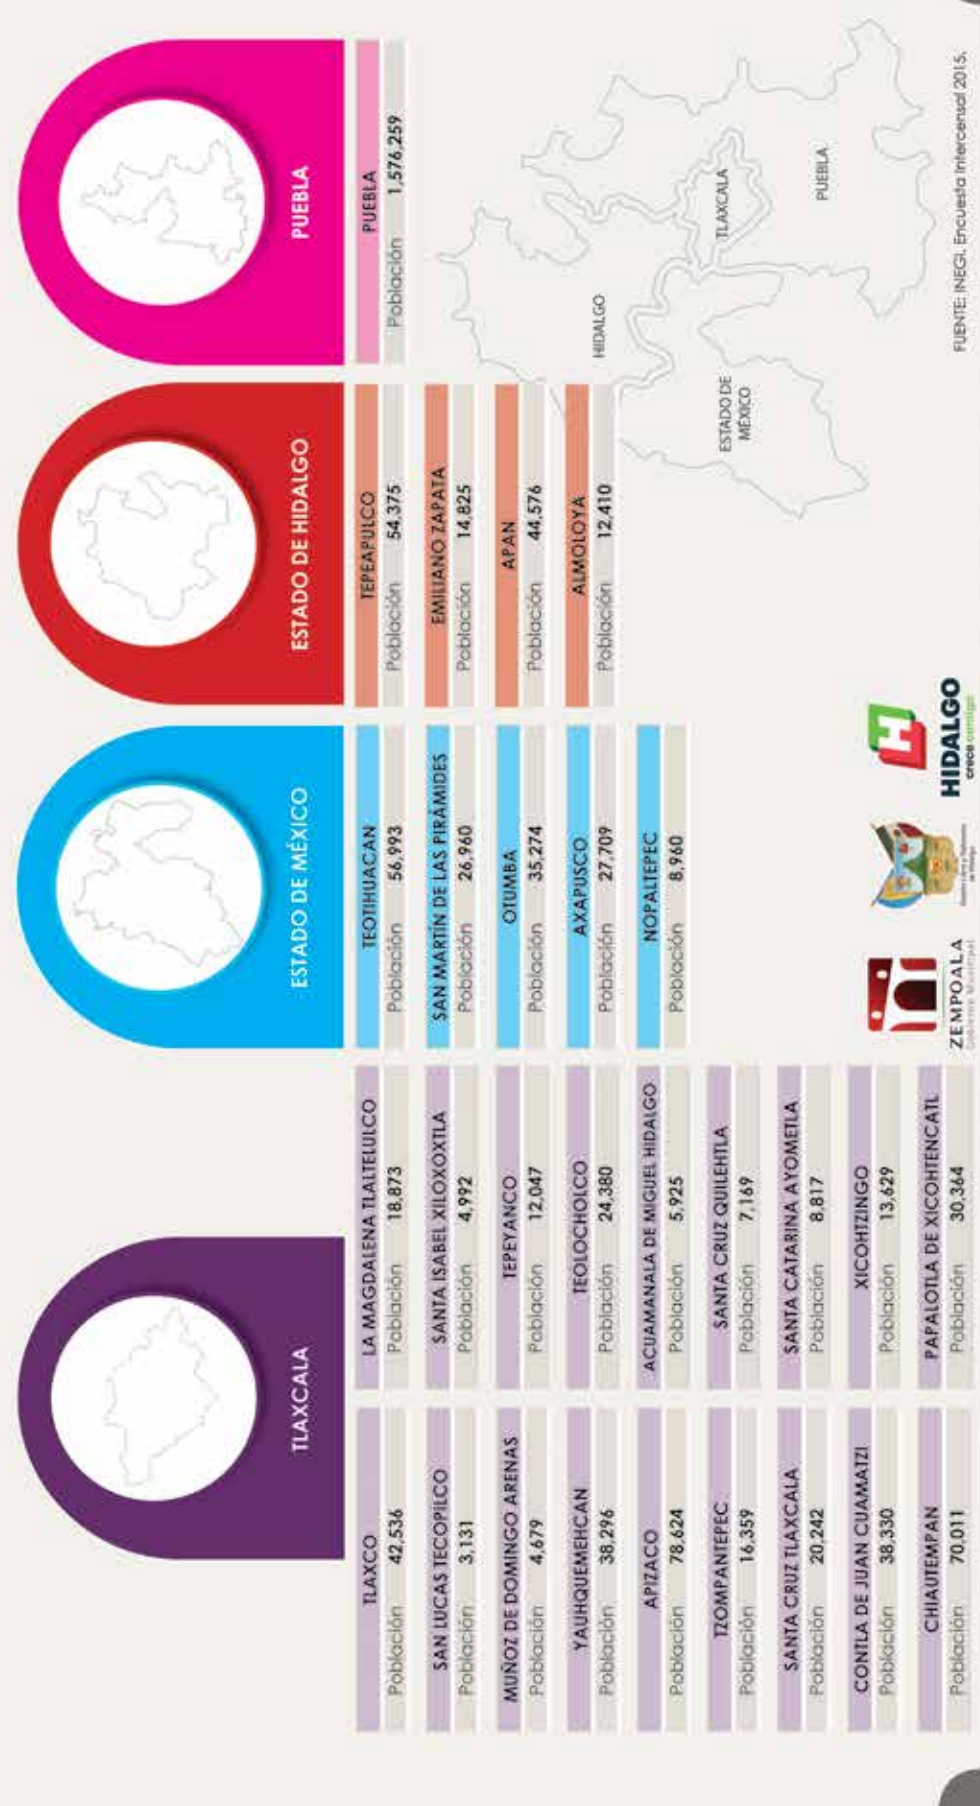 TLAXCALA
TLAXCO
Población 42,536
SAN LUCAS TECOPILCO
Población 3,131
MUÑOZ DE DOMINGO ARENAS
Población 4,679
YAUHQUEMEHCAN
Población 38,296
APIZACO
Población 78,624
TZOMPANTEPEC
Población 16,359
SANTA CRUZ TLAXCALA
Población 20,242
CONTLA DE JUAN CUAMATZI
Población 38,330
CHIAUTEMPAN
Población 70,011
LA MAGDALENA TLALTELULCO
Población 18,873
SANTA ISABEL XILOXOXTLA
Población 4,992
TEPEYANCO
Población 12,047
TEOLOCHOLCO
Población 24,380
ACUAMANALA DE MIGUEL HIDALGO
Población 5,925
SANTA CRUZ QUILEHTLA
Población 7,169
SANTA CATARINA AYOMETLA
Población 8,817
XICOHTZINGO
Población 13,629
PAPALOTLA DE XICOHTENCATL
Población 30,364
ESTADO DE MÉXICO
TEOTIHUACAN
Población 56,993
SAN MARTÍN DE LAS PIRÁMIDES
Población 26,960
OTUMBA
Población 35,274
AXAPUSCO
Población 27,709
NOPALTEPEC
Población 8,960
ESTADO DE HIDALGO
TEPEAPULCO
Población 54,375
EMILIANO ZAPATA
Población 14,825
APAN
Población 44,576
ALMOLOYA
Población 12,410
PUEBLA
PUEBLA
Población 1,576,259
HIDALGO
TLAXCALA
ESTADO DE
MÉXICO
PUEBLA
ZEMPOALA
Gobierno Municipal
H
HIDALGO
crece contigo
FUENTE: INEGI. Encuesta Intercensal 2015.